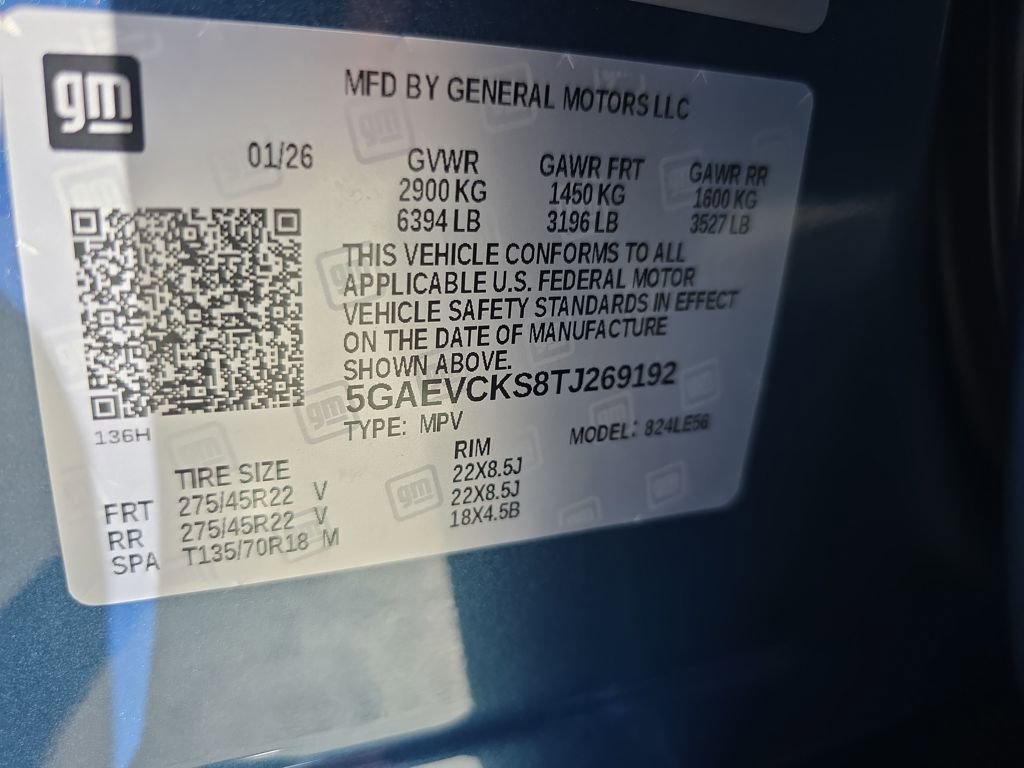 gm
MFD BY GENERAL MOTORS LLC
01/26
GVWR GAWR FRT GAWR RR
2900 KG 1450 KG 1600 KG
6394 LB 3196 LB 3527 LB
THIS VEHICLE CONFORMS TO ALL
APPLICABLE U.S. FEDERAL MOTOR
VEHICLE SAFETY STANDARDS IN EFFECT
ON THE DATE OF MANUFACTURE
SHOWN ABOVE.
5GAEVCKS8TJ269192
136H
TYPE: MPV MODEL: 824LE56
TIRE SIZE RIM
FRT 275/45R22 V 22X8.5J
RR 275/45R22 V 22X8.5J
SPA T135/70R18 M 18X4.5B